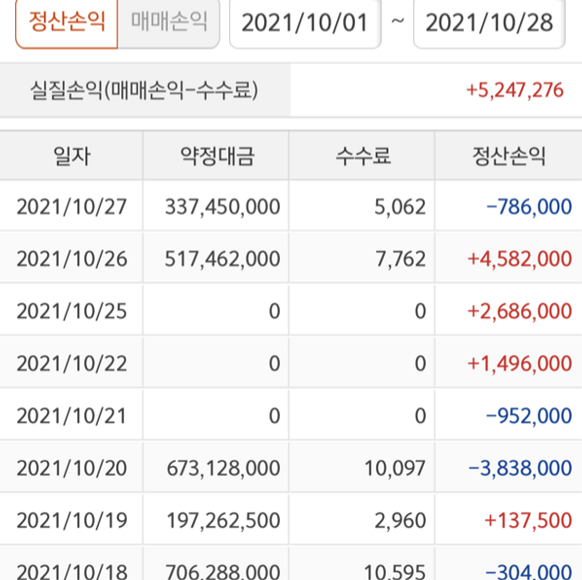 정산손익 매매손익 2021/10/01 ~ 2021/10/28
실질손익(매매손익-수수료) +5,247,276
일자 약정대금 수수료 정산손익
2021/10/27 337,450,000 5,062 -786,000
2021/10/26 517,462,000 7,762 +4,582,000
2021/10/25 0 0 +2,686,000
2021/10/22 0 0 +1,496,000
2021/10/21 0 0 -952,000
2021/10/20 673,128,000 10,097 -3,838,000
2021/10/19 197,262,500 2,960 +137,500
2021/10/18 706,288,000 10,595 -304,000